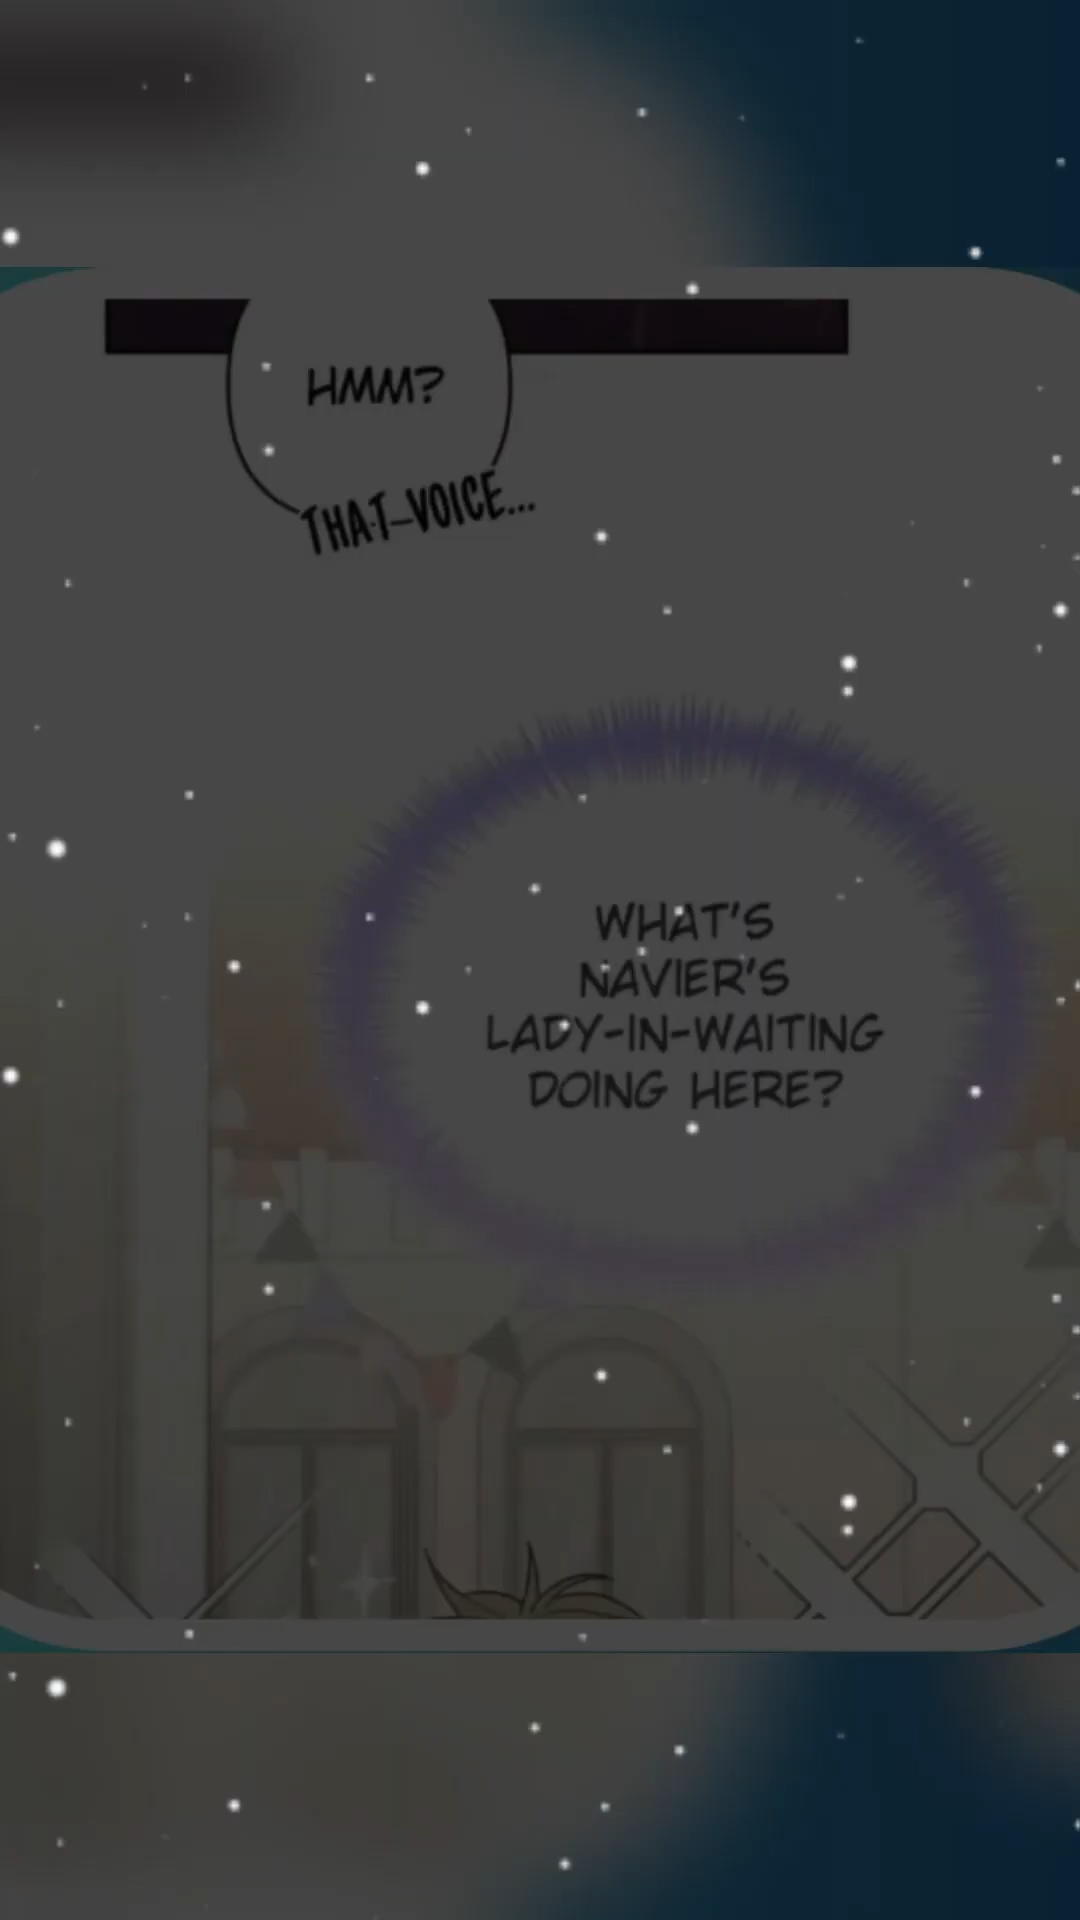 HMM?
THAT VOICE...
WHAT'S
NAVIER'S
LADY-IN-WAITING
DOING HERE?